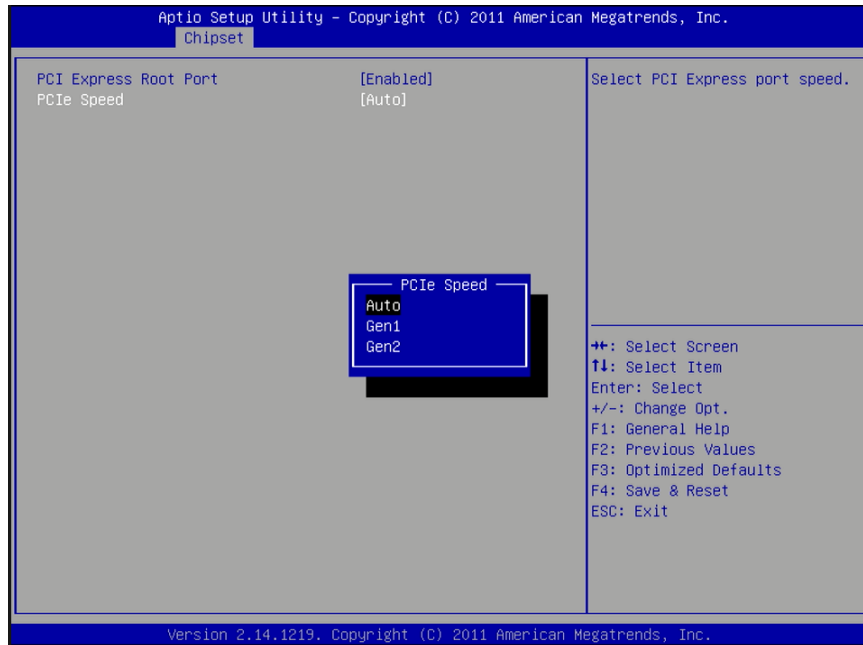 Aptio Setup Utility – Copyright (C) 2011 American Megatrends, Inc.
Chipset
PCI Express Root Port [Enabled]
PCIe Speed [Auto]
Select PCI Express port speed.
PCIe Speed
Auto
Gen1
Gen2
→←: Select Screen
↑↓: Select Item
Enter: Select
+/-: Change Opt.
F1: General Help
F2: Previous Values
F3: Optimized Defaults
F4: Save & Reset
ESC: Exit
Version 2.14.1219. Copyright (C) 2011 American Megatrends, Inc.